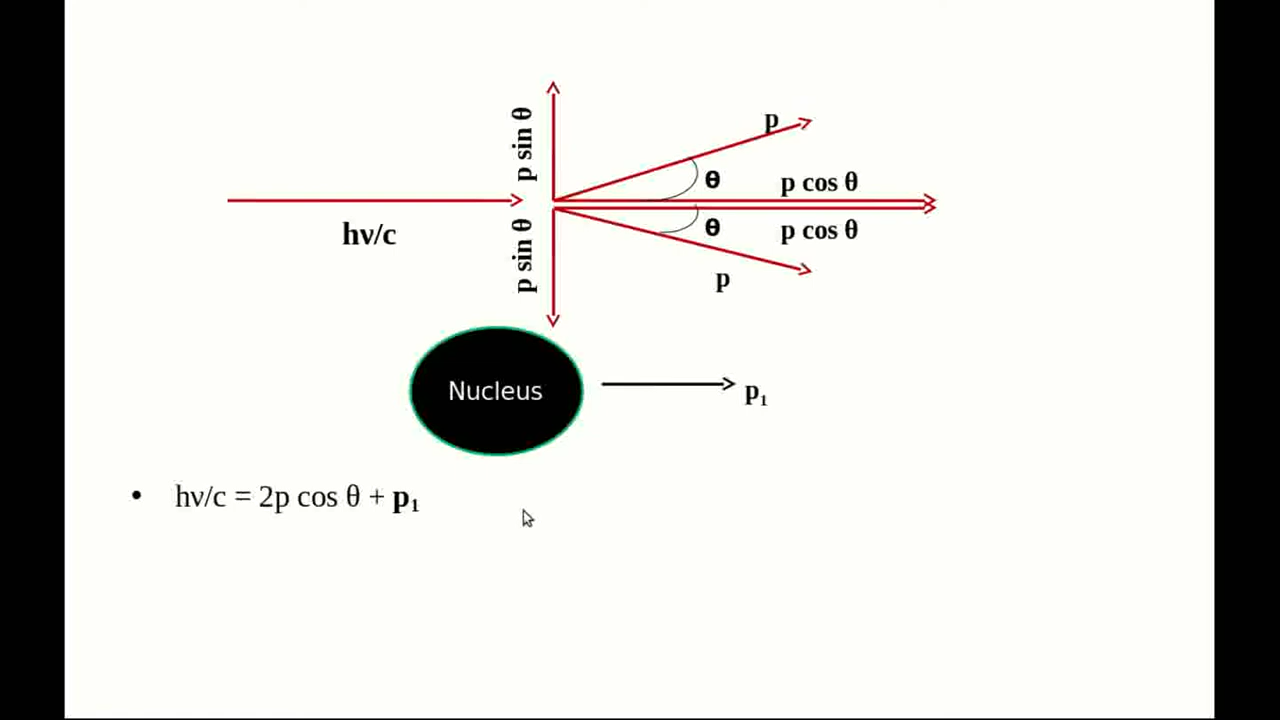 p sin θ
p
θ
p cos θ
hν/c
p sin θ
θ
p cos θ
p
Nucleus
p₁
• hν/c = 2p cos θ + p₁